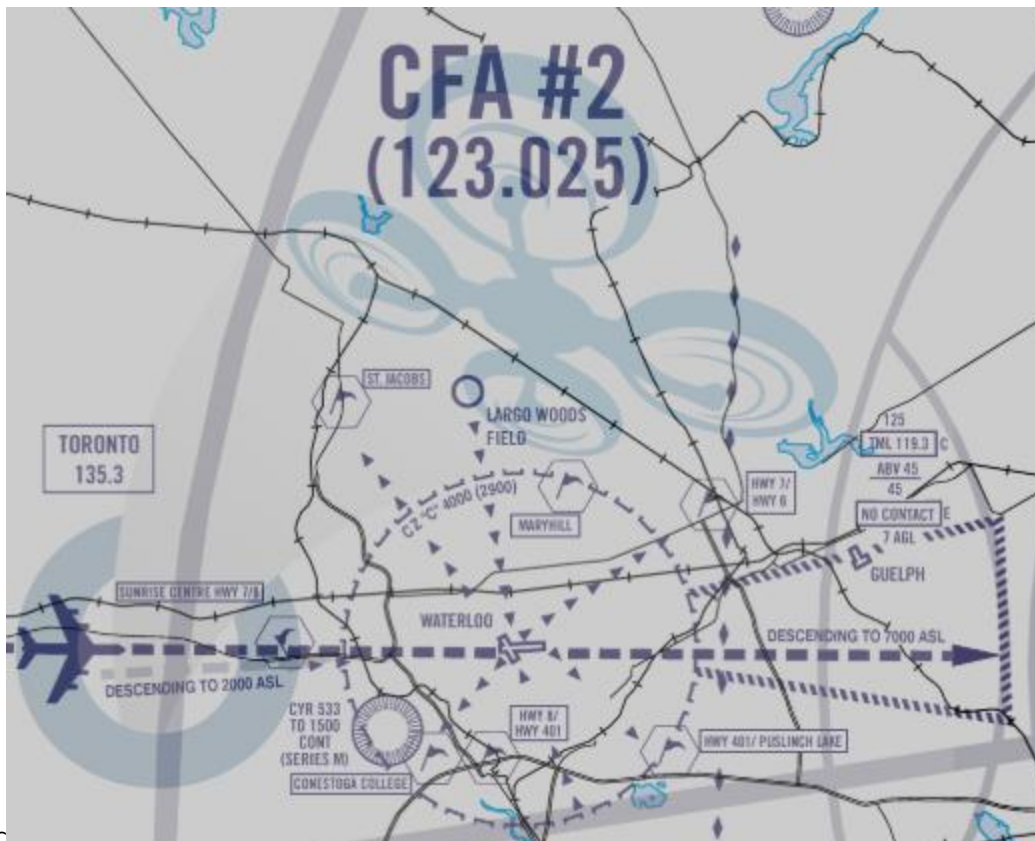 CFA #2
(123.025)
ST. JACOBS
LARGO WOODS
FIELD
TORONTO
135.3
125
TML 119.3 C
ABV 45
45
HWY 7/
HWY 6
CZ "C" 4000 (2900)
MARYHILL
NO CONTACT E
7 AGL
GUELPH
SUNRISE CENTRE HWY 7/8
WATERLOO
DESCENDING TO 7000 ASL
DESCENDING TO 2000 ASL
CYR 533
TO 1500
CONT
(SERIES M)
HWY 8/
HWY 401
HWY 401/ PUSLINCH LAKE
CONESTOGA COLLEGE